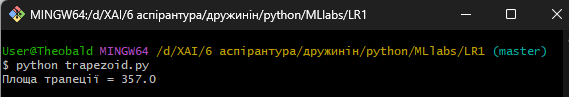 MINGW64:/d/XAI/6 аспірантура/дружинін/python/MLlabs/LR1
User@Theobald MINGW64 /d/XAI/6 аспірантура/дружинін/python/MLlabs/LR1 (master)
$ python trapezoid.py
Площа трапеції = 357.0